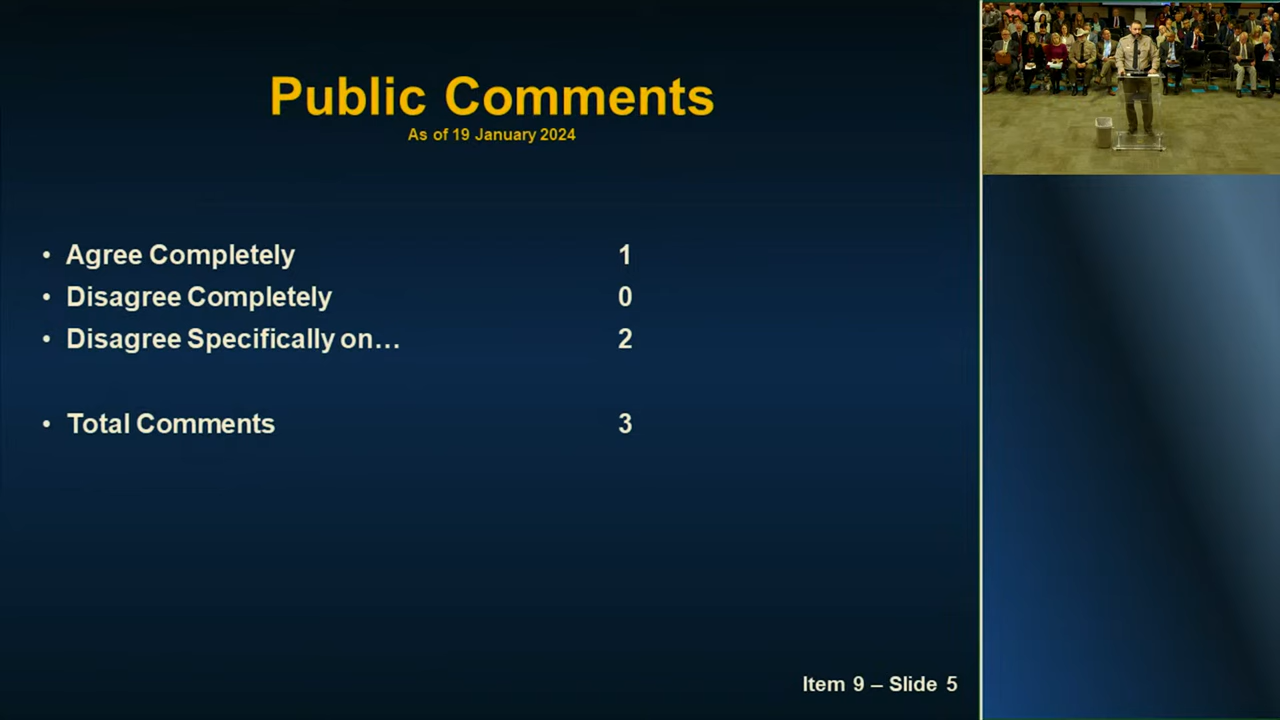 Public Comments
As of 19 January 2024
• Agree Completely 1
• Disagree Completely 0
• Disagree Specifically on… 2
• Total Comments 3
Item 9 – Slide 5